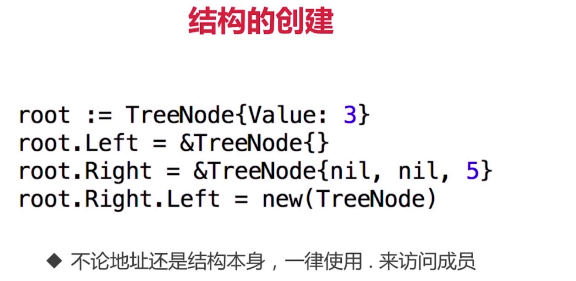 结构的创建
root := TreeNode{Value: 3}
root.Left = &TreeNode{}
root.Right = &TreeNode{nil, nil, 5}
root.Right.Left = new(TreeNode)
◆ 不论地址还是结构本身，一律使用 . 来访问成员